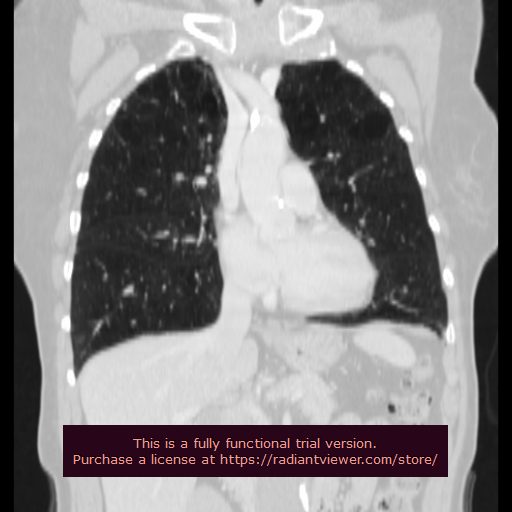 This is a fully functional trial version.
Purchase a license at https://radiantviewer.com/store/